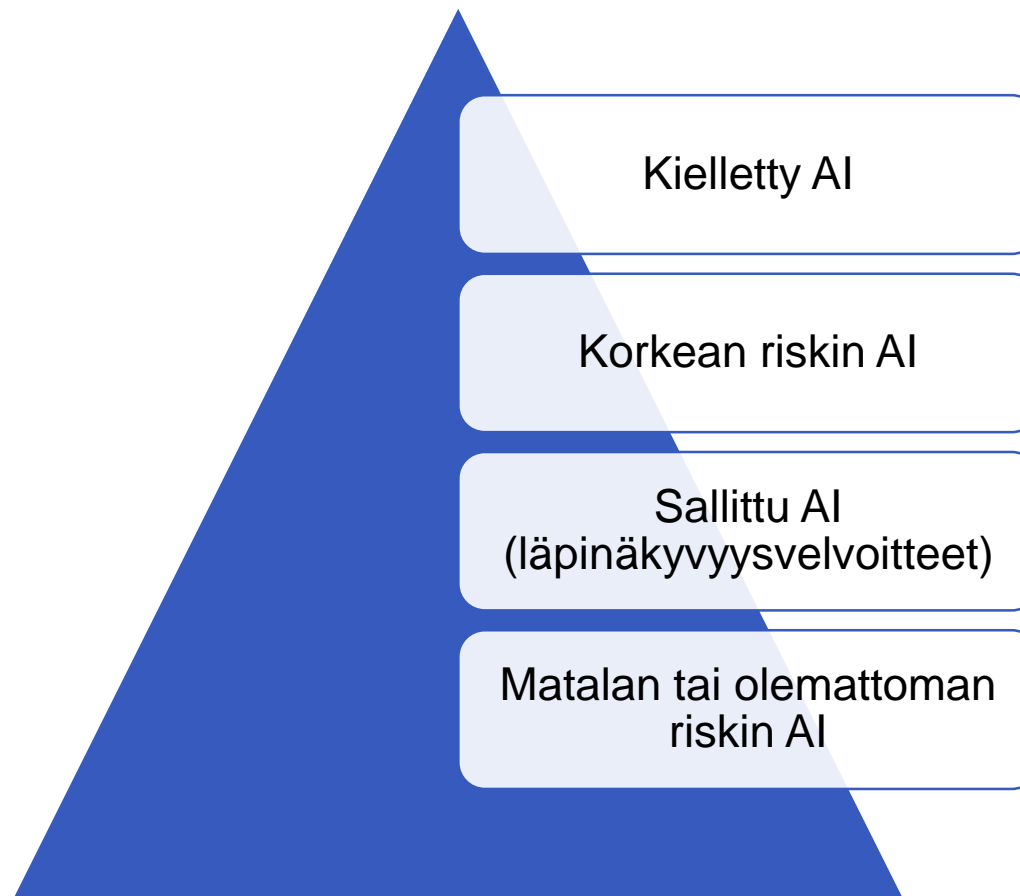 Kielletty AI
Korkean riskin AI
Sallittu AI
(läpinäkyvyysvelvoitteet)
Matalan tai olemattoman
riskin AI